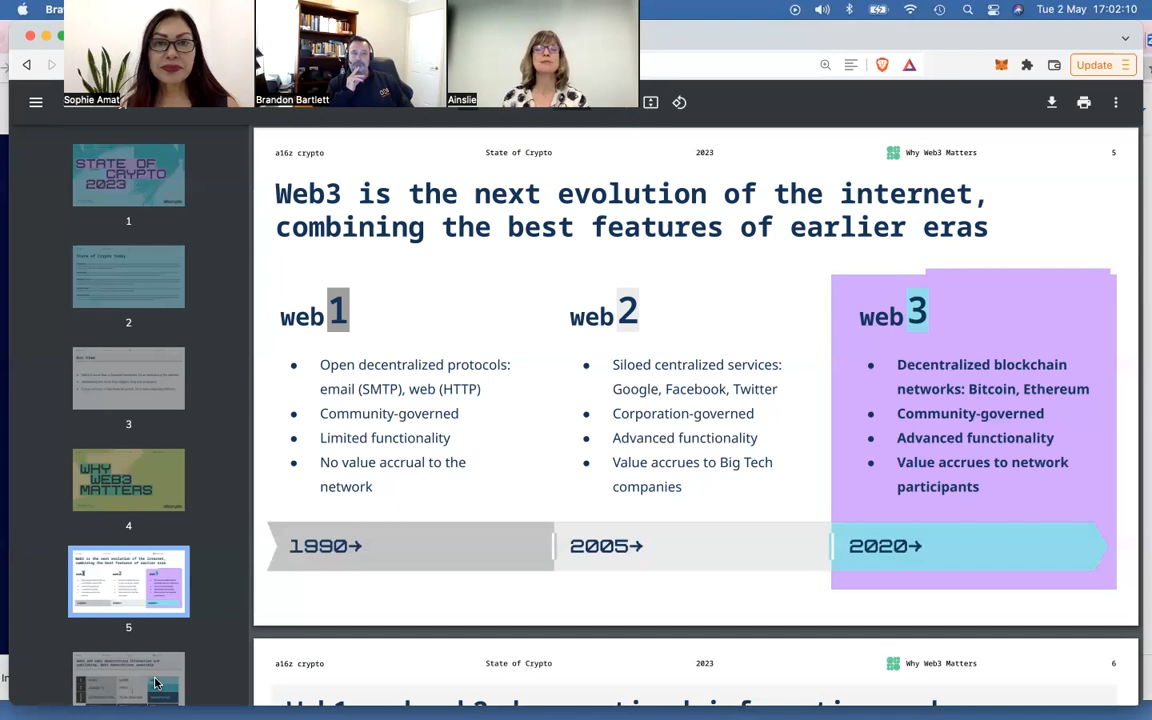 Bra
Tue 2 May 17:02:10
Update
Sophie Amat
Brandon Bartlett
Ainslie
STATE OF
CRYPTO
2023
1
State of Crypto Today
2
3
WHY
WEB3
MATTERS
4
5
a16z crypto State of Crypto 2023 Why Web3 Matters 5
Web3 is the next evolution of the internet,
combining the best features of earlier eras
web1
● Open decentralized protocols:
email (SMTP), web (HTTP)
● Community-governed
● Limited functionality
● No value accrual to the
network
1990→
web2
● Siloed centralized services:
Google, Facebook, Twitter
● Corporation-governed
● Advanced functionality
● Value accrues to Big Tech
companies
2005→
web3
● Decentralized blockchain
networks: Bitcoin, Ethereum
● Community-governed
● Advanced functionality
● Value accrues to network
participants
2020→
a16z crypto State of Crypto 2023 Why Web3 Matters 6